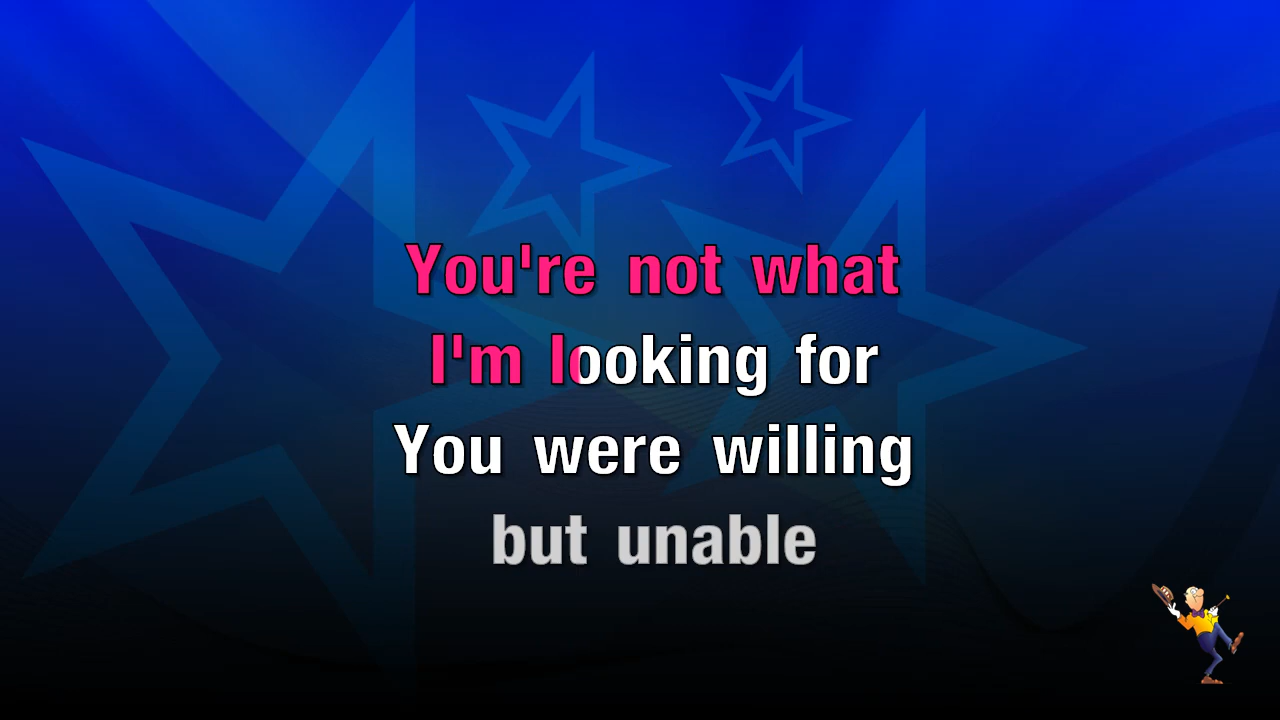 You're not what
I'm looking for
You were willing
but unable